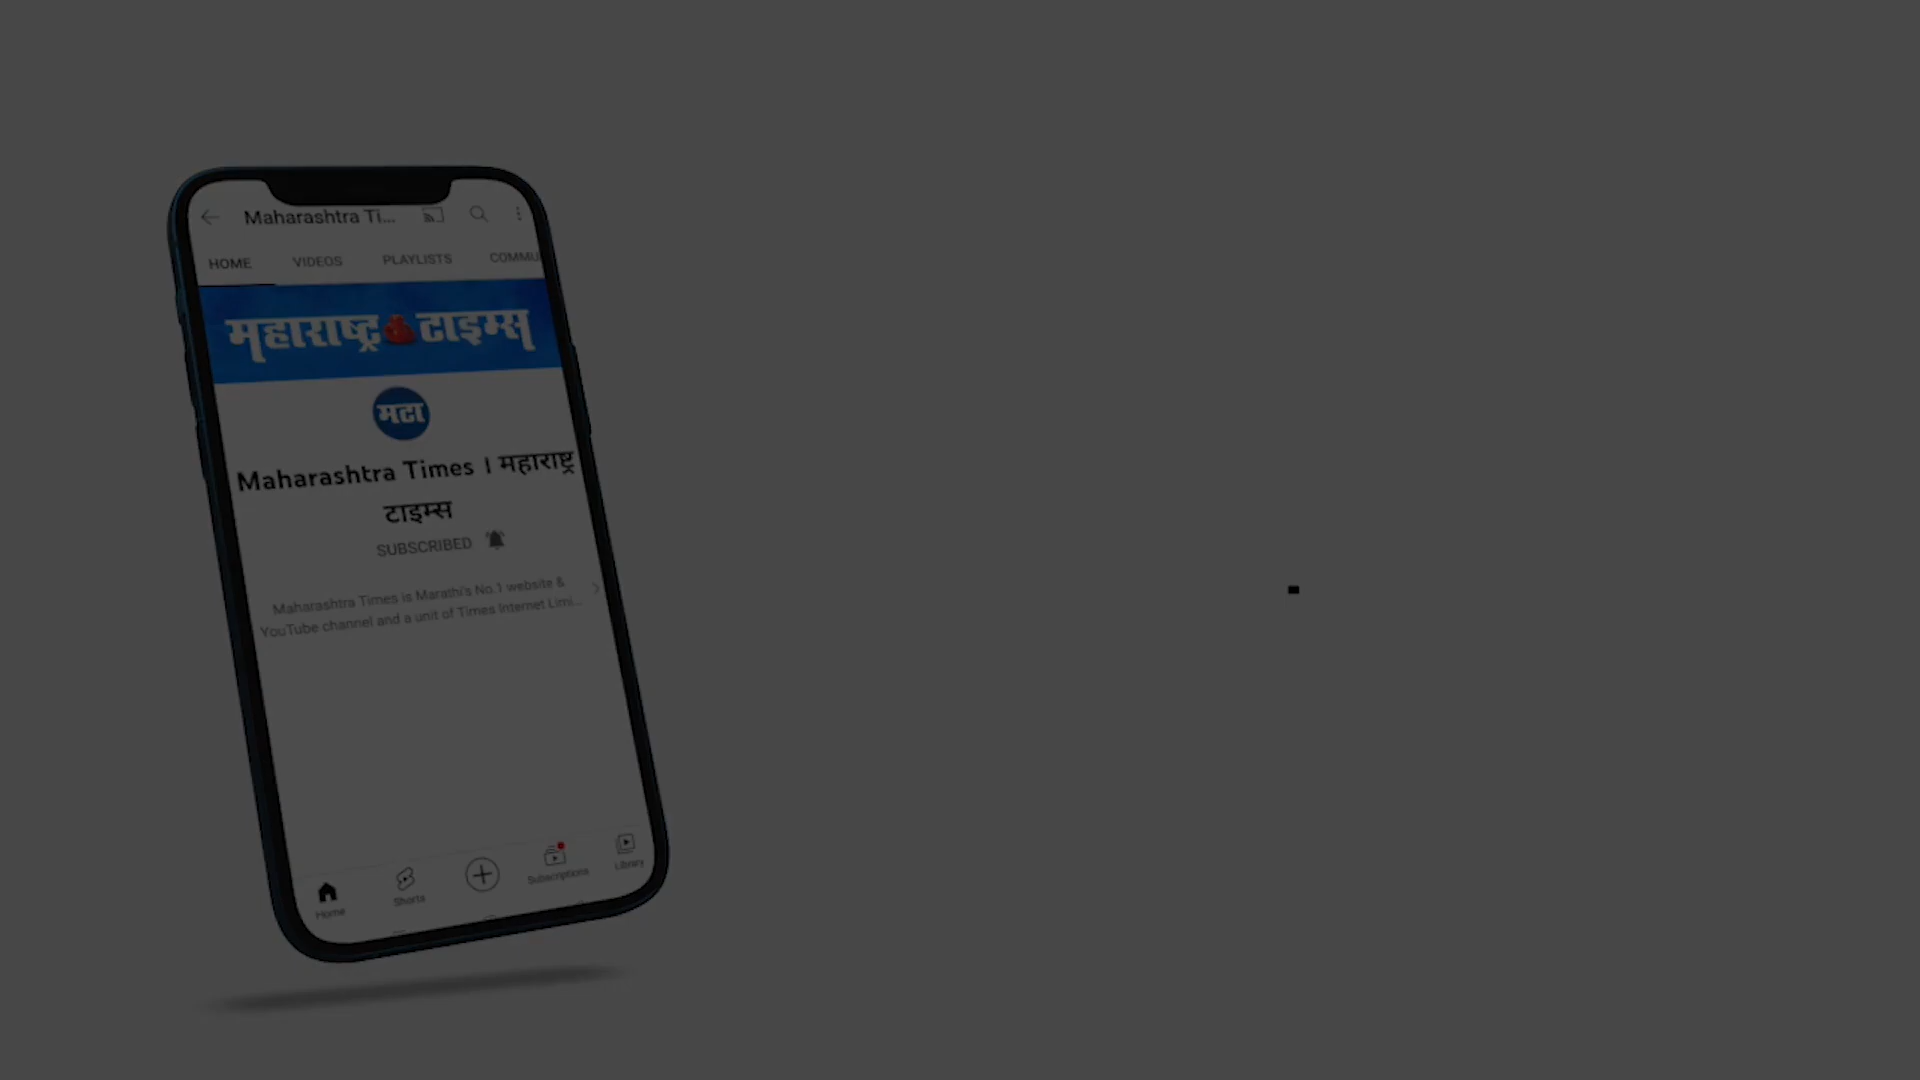 Maharashtra Ti...
HOME VIDEOS PLAYLISTS COMMU
महाराष्ट्र टाइम्स
मटा
Maharashtra Times । महाराष्ट्र
टाइम्स
SUBSCRIBED
Maharashtra Times is Marathi's No.1 website &
YouTube channel and a unit of Times Internet Limi...
Home Shorts Subscriptions Library